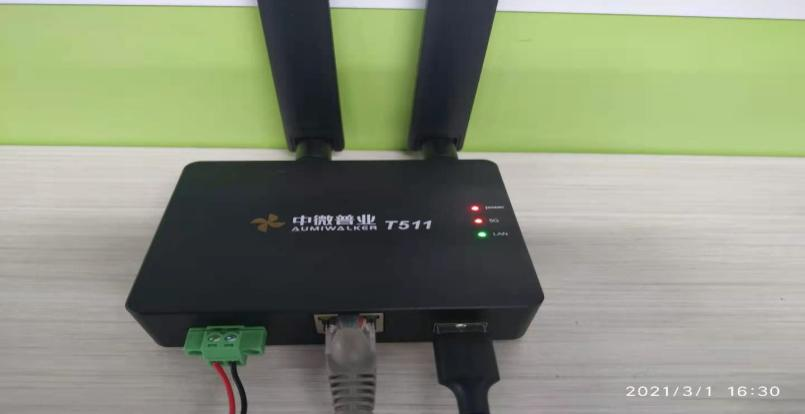 中微普业
AUMIWALKER
T511
power
5G
LAN
2021/3/1 16:30